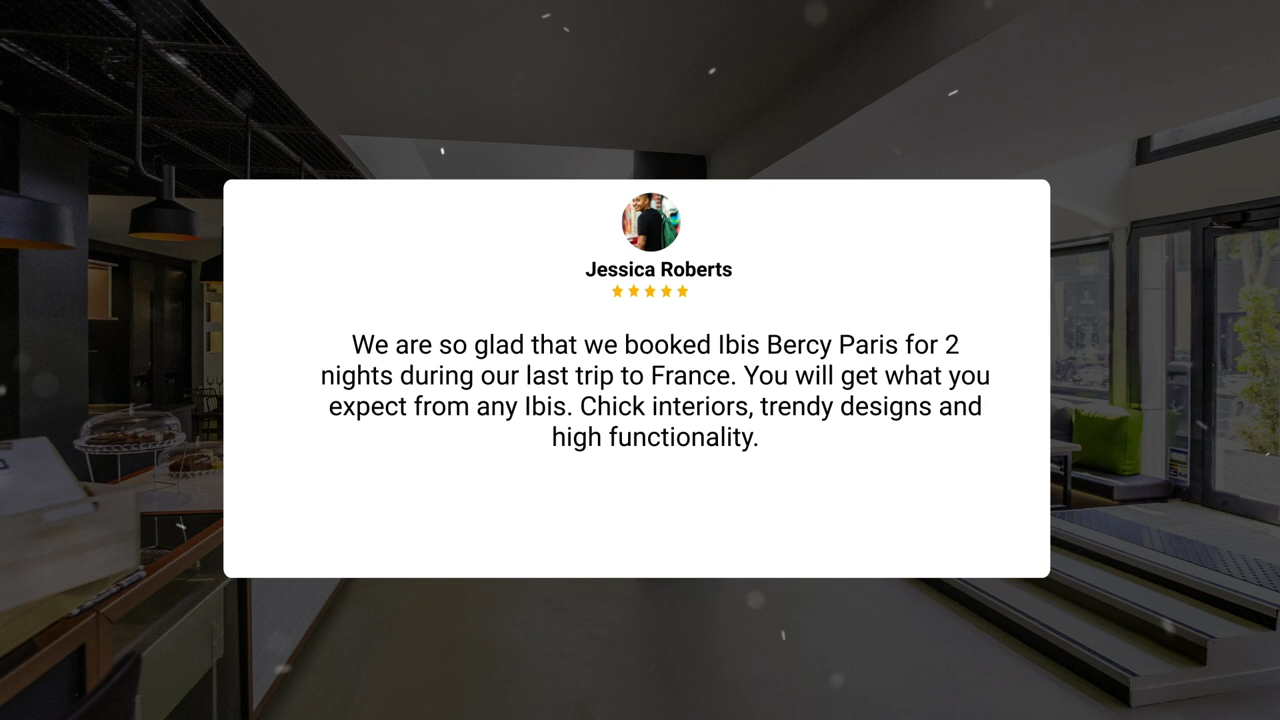 Jessica Roberts
We are so glad that we booked Ibis Bercy Paris for 2
nights during our last trip to France. You will get what you
expect from any Ibis. Chick interiors, trendy designs and
high functionality.